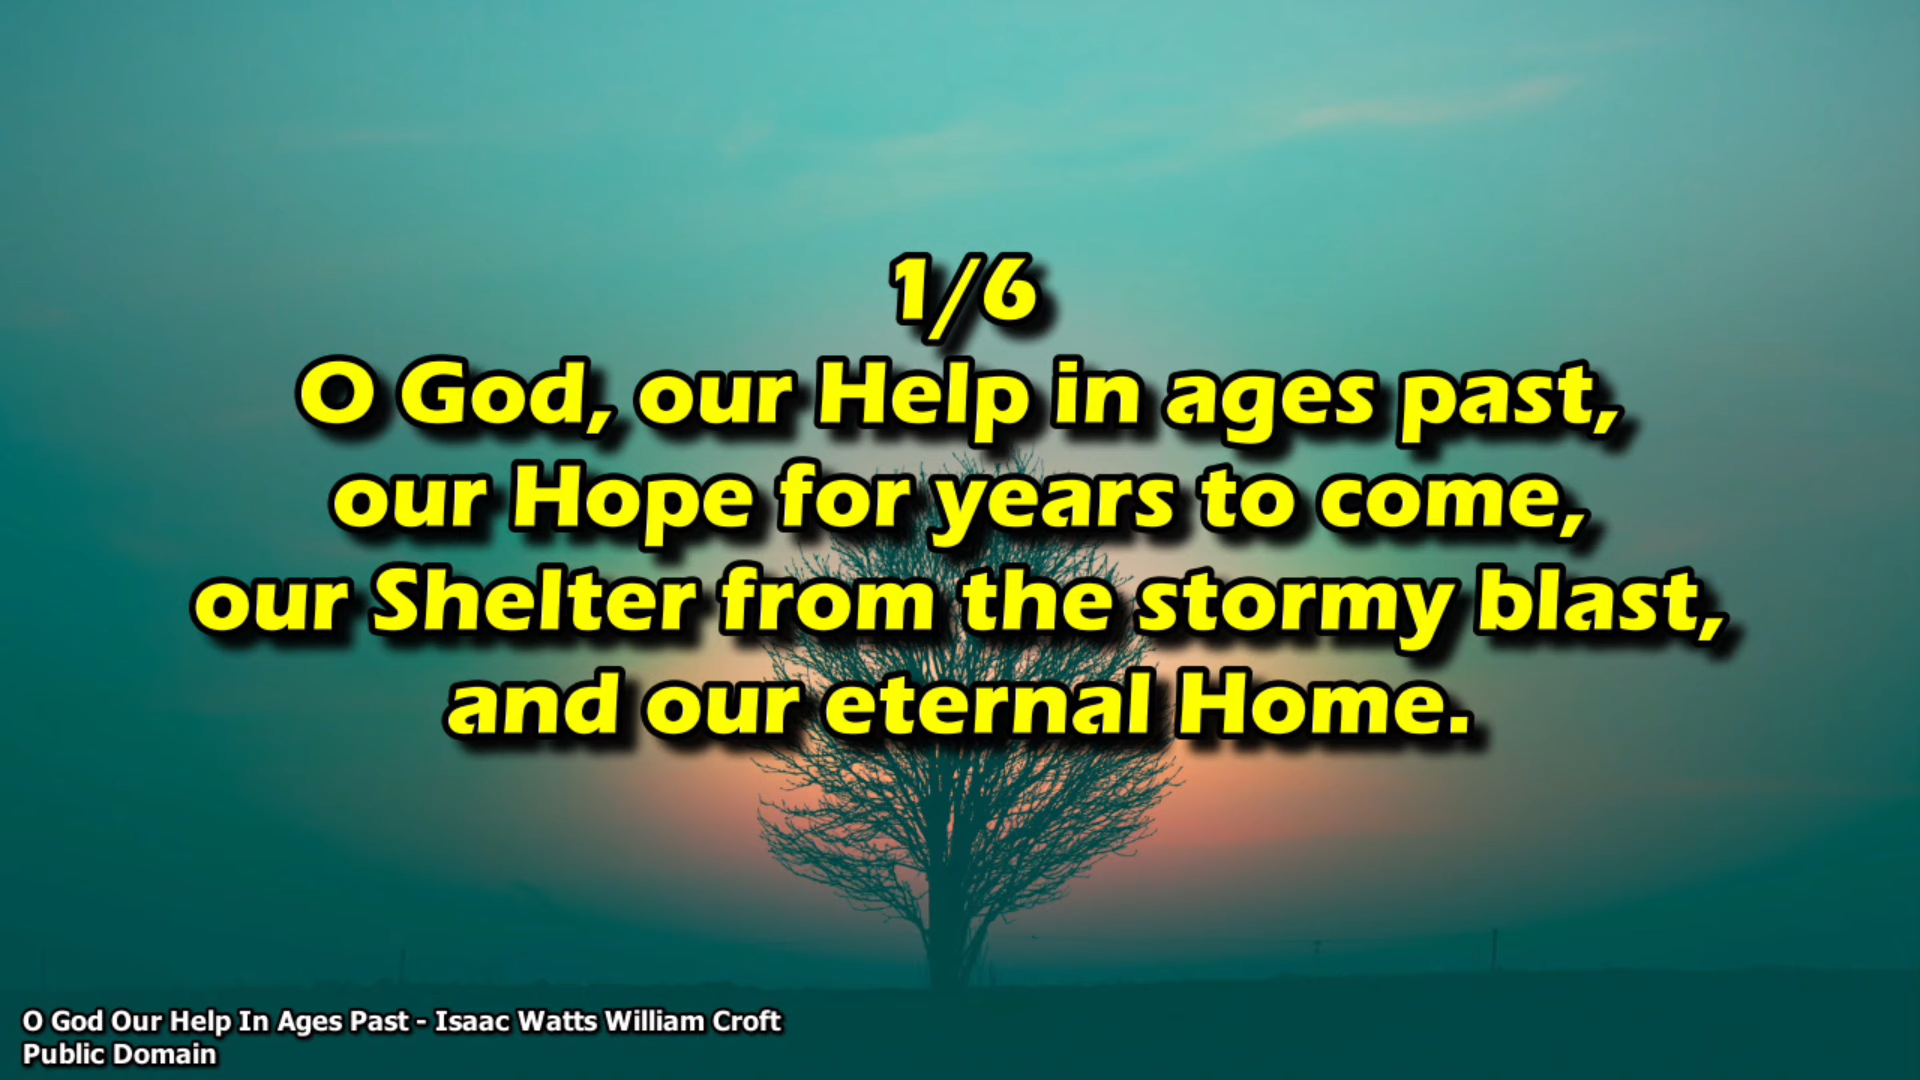 1/6
O God, our Help in ages past,
our Hope for years to come,
our Shelter from the stormy blast,
and our eternal Home.
O God Our Help In Ages Past - Isaac Watts William Croft
Public Domain